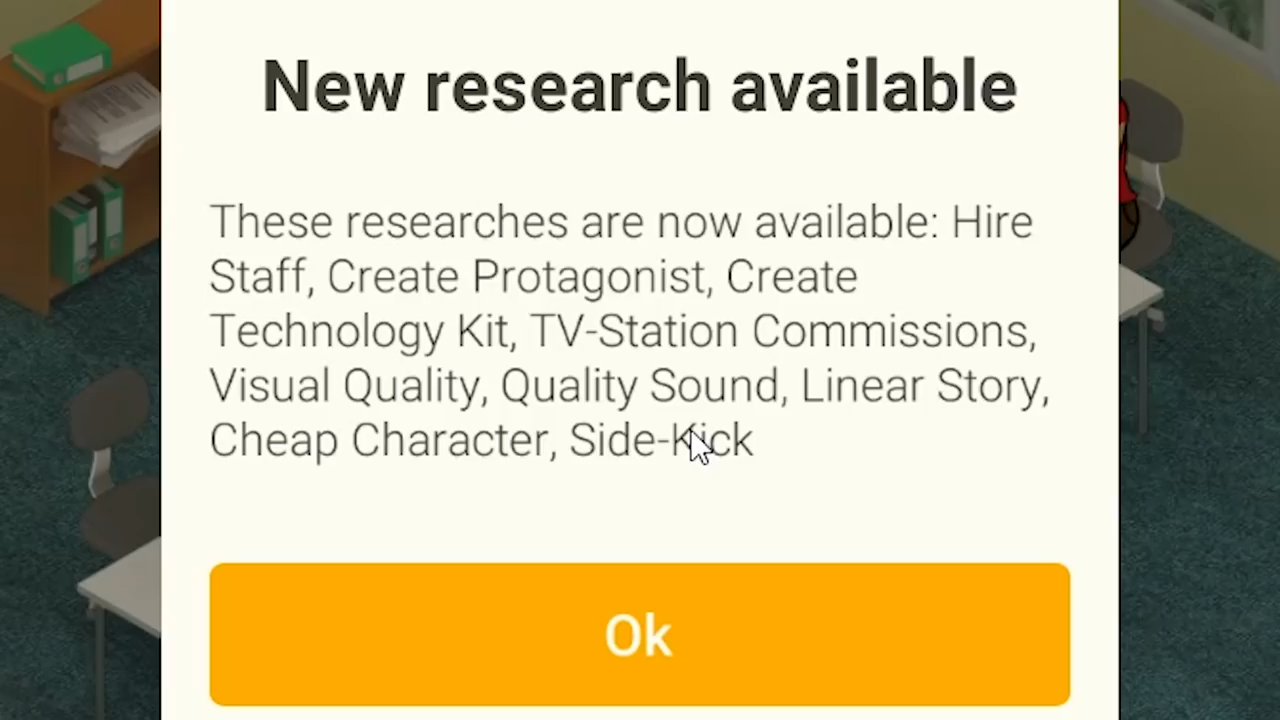 New research available
These researches are now available: Hire
Staff, Create Protagonist, Create
Technology Kit, TV-Station Commissions,
Visual Quality, Quality Sound, Linear Story,
Cheap Character, Side-Kick
Ok